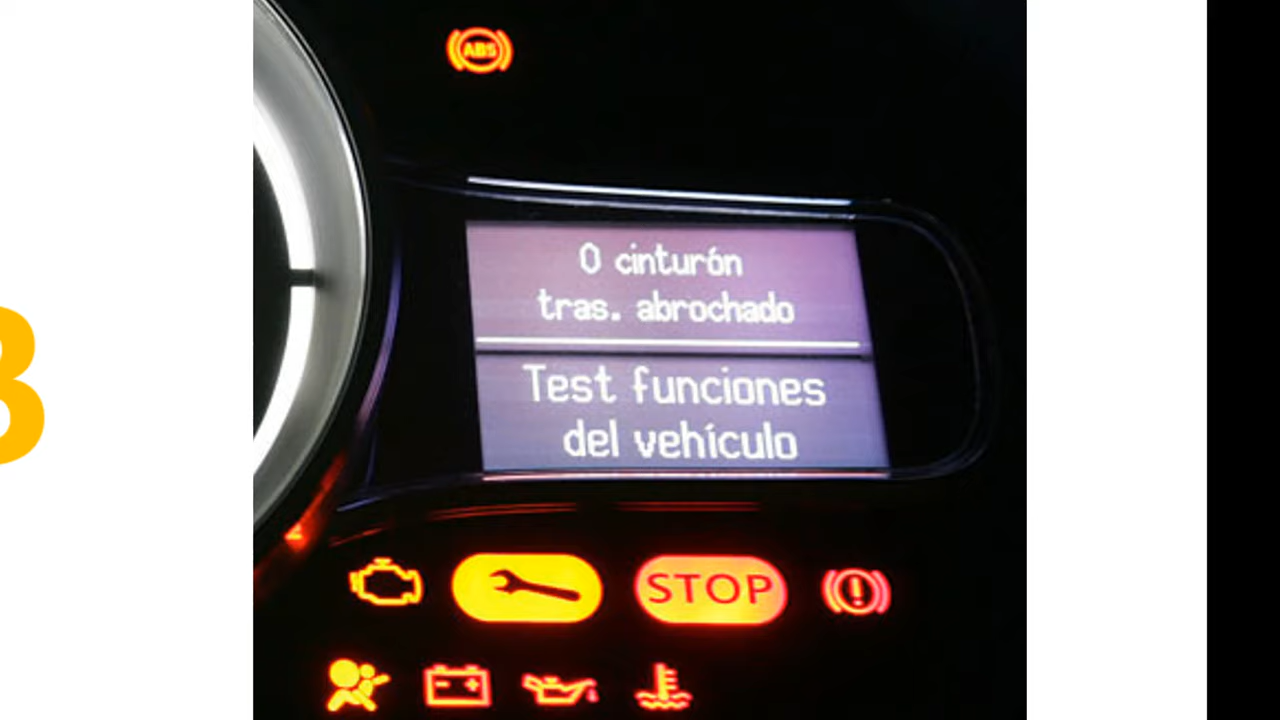 ABS
0 cinturón
tras. abrochado
Test funciones
del vehículo
STOP